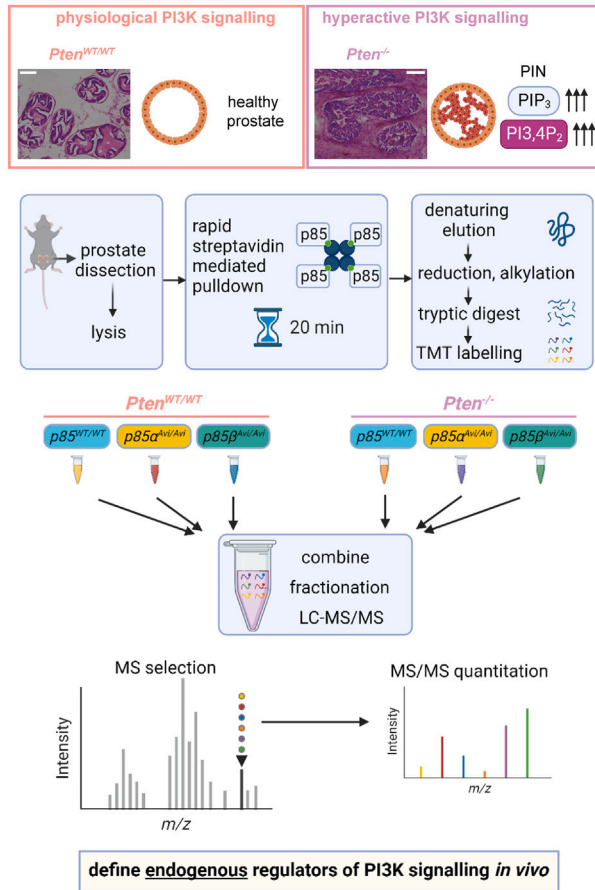 physiological PI3K signalling
hyperactive PI3K signalling
Pten^WT/WT
healthy
prostate
Pten^-/-
PIN
PIP₃
PI3,4P₂
prostate
dissection
lysis
rapid
streptavidin
mediated
pulldown
p85 p85
p85 p85
20 min
denaturing
elution
reduction, alkylation
tryptic digest
TMT labelling
Pten^WT/WT
Pten^-/-
p85^WT/WT p85α^Avi/Avi p85β^Avi/Avi
p85^WT/WT p85α^Avi/Avi p85β^Avi/Avi
combine
fractionation
LC-MS/MS
MS selection
Intensity
m/z
MS/MS quantitation
Intensity
m/z
define endogenous regulators of PI3K signalling in vivo